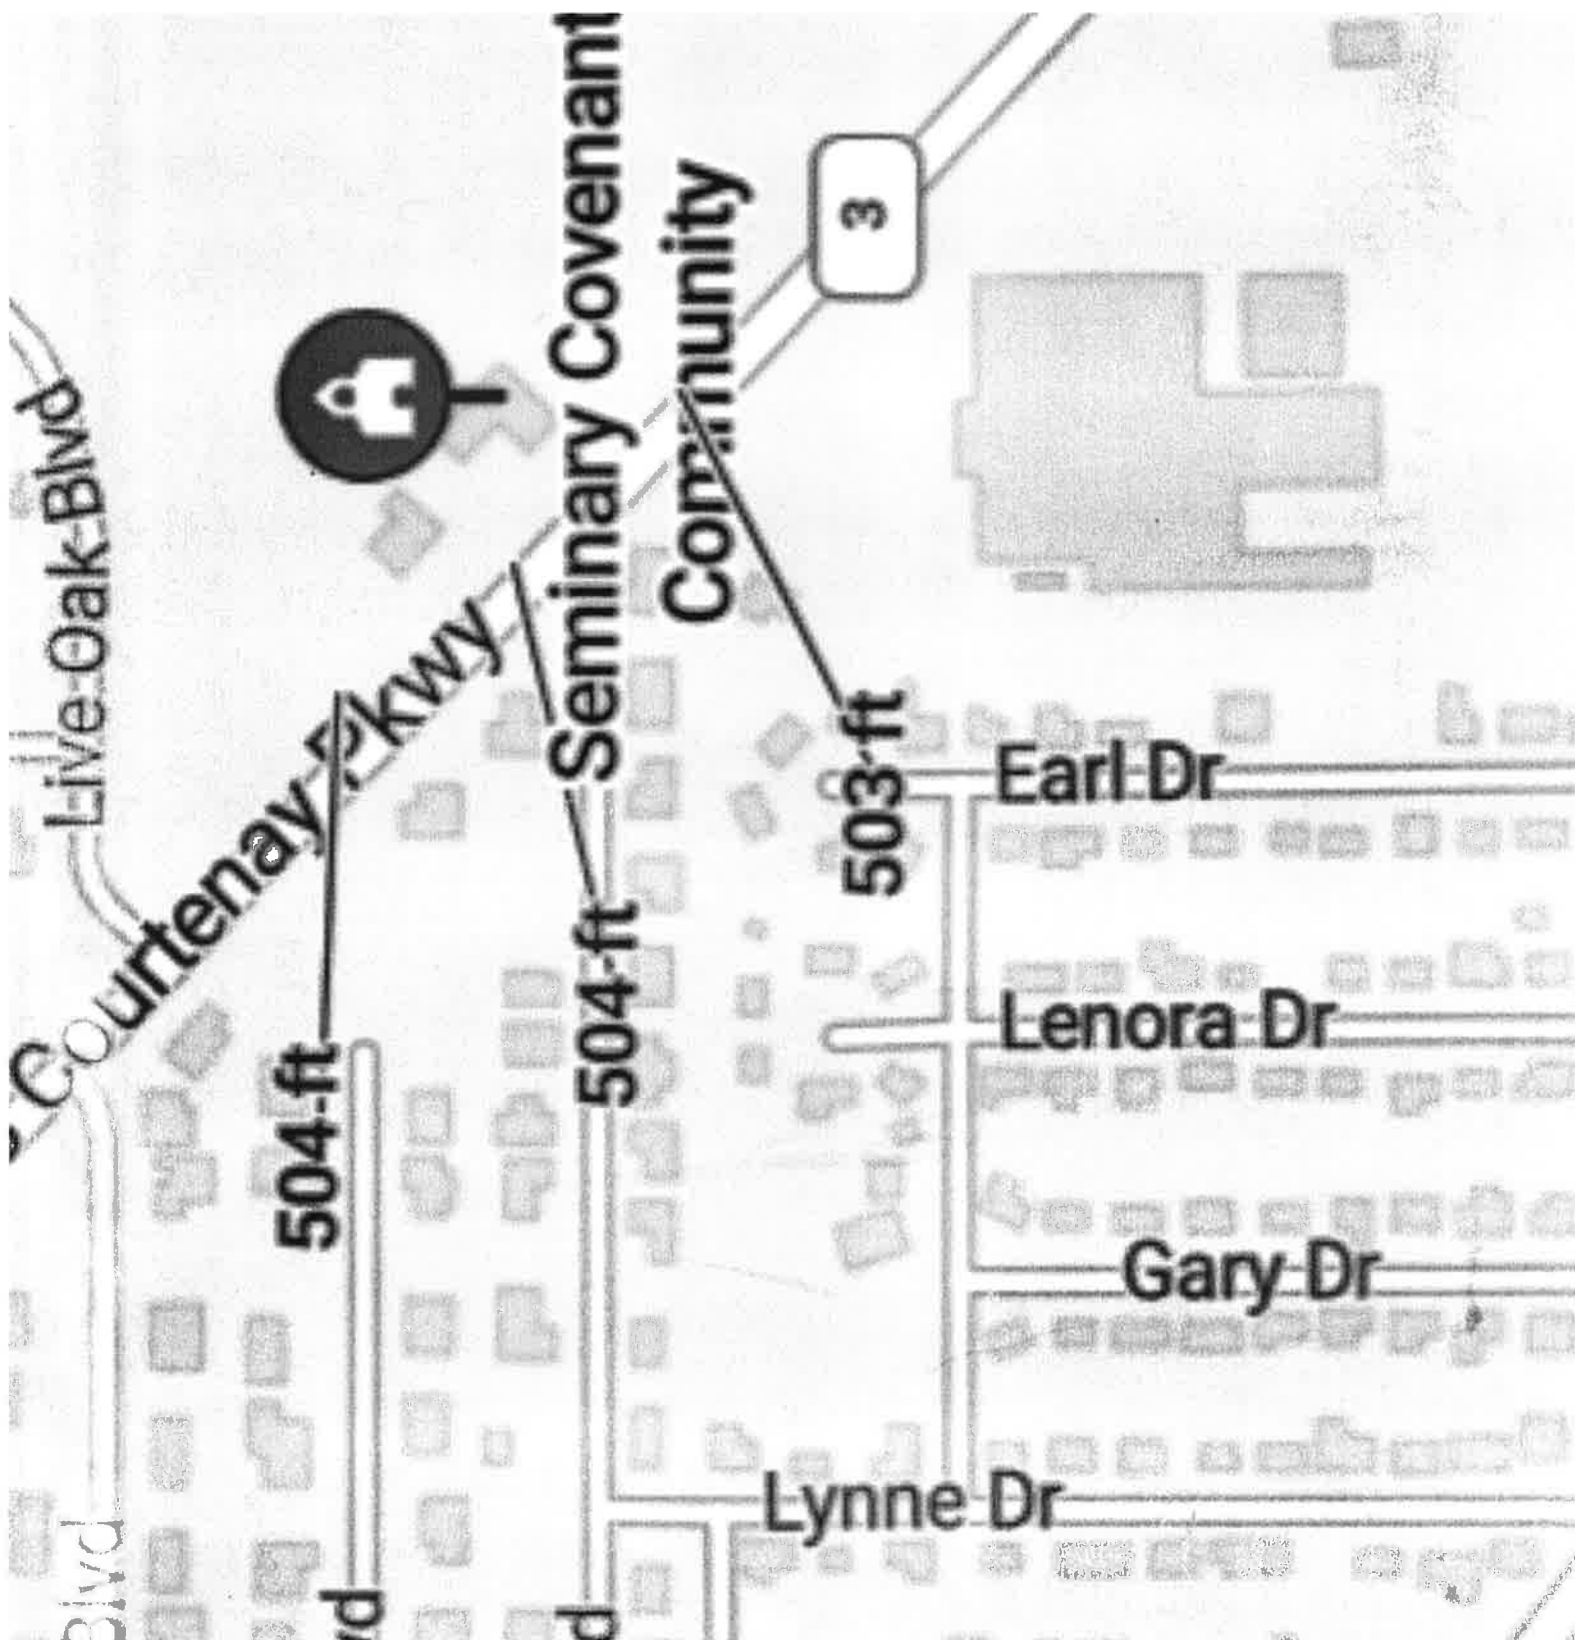 Seminary Covenant
Community
3
Live Oak Blvd
Courtenay Pkwy
503-ft
504-ft
504-ft
Earl Dr
Lenora Dr
Gary Dr
Lynne Dr
Blvd